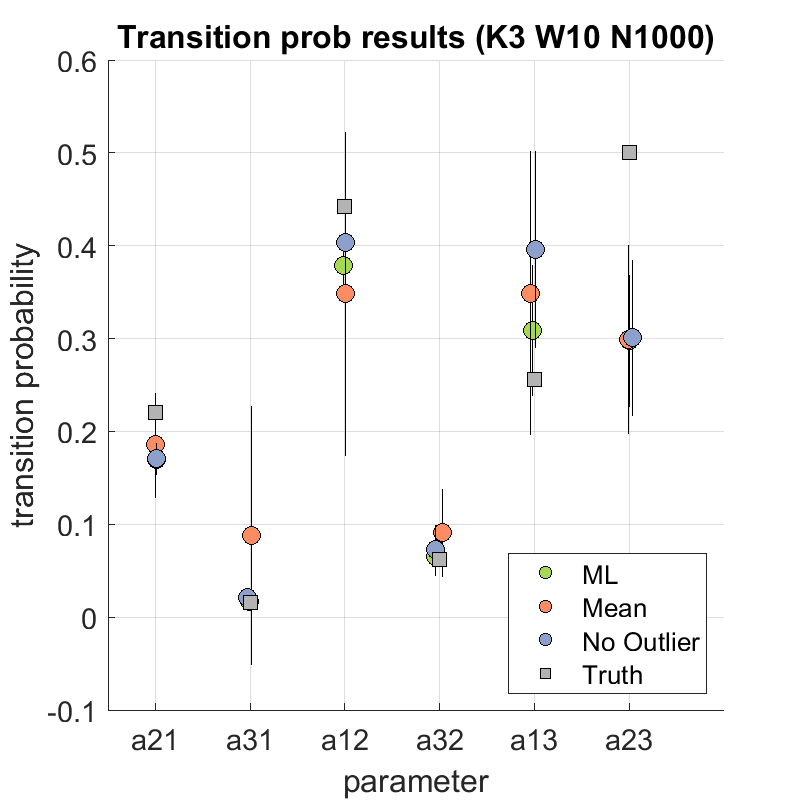 Transition prob results (K3 W10 N1000)
0.6
0.5
0.4
0.3
0.2
0.1
0
-0.1
transition probability
a21 a31 a12 a32 a13 a23
parameter
ML
Mean
No Outlier
Truth